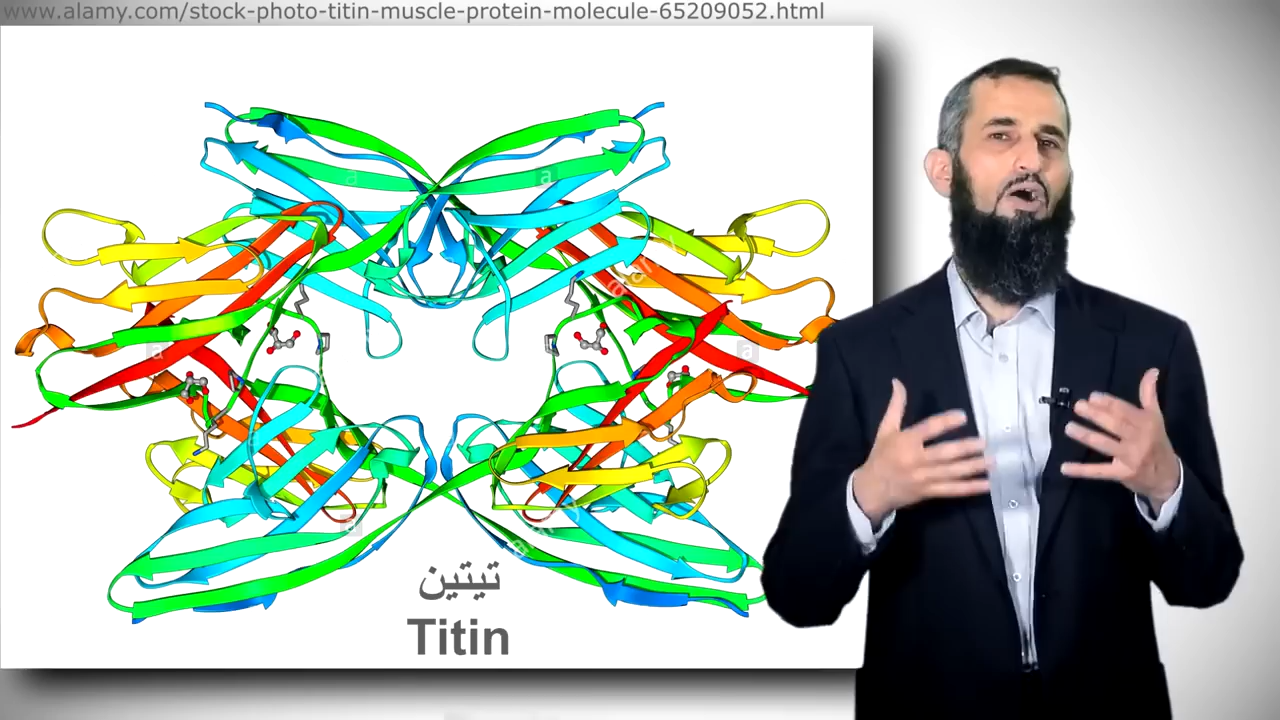 www.alamy.com/stock-photo-titin-muscle-protein-molecule-65209052.html
a
a
a
a
a
تيتين
Titin